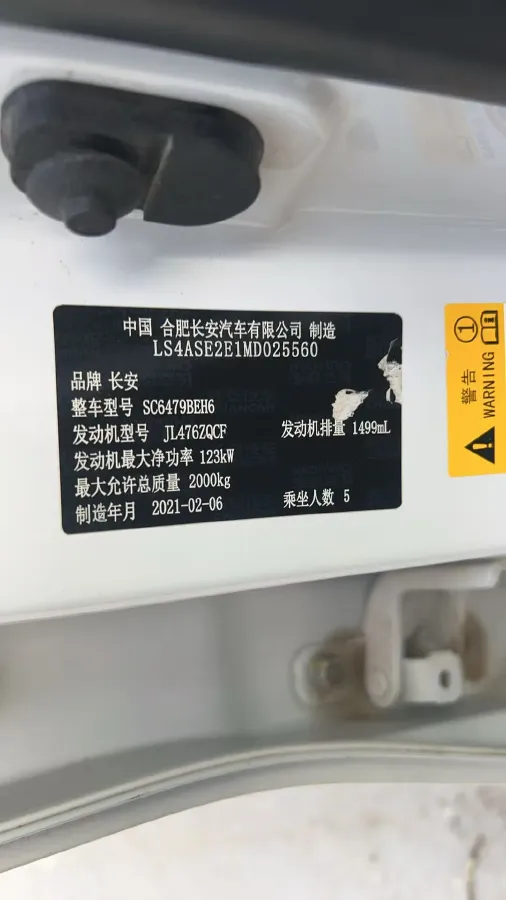 中国 合肥长安汽车有限公司 制造
LS4ASE2E1MD025560
品牌 长安
整车型号 SC6479BEH6
发动机型号 JL476ZQCF 发动机排量 1499mL
发动机最大净功率 123kW
最大允许总质量 2000kg
制造年月 2021-02-06 乘坐人数 5
警告
WARNING
①